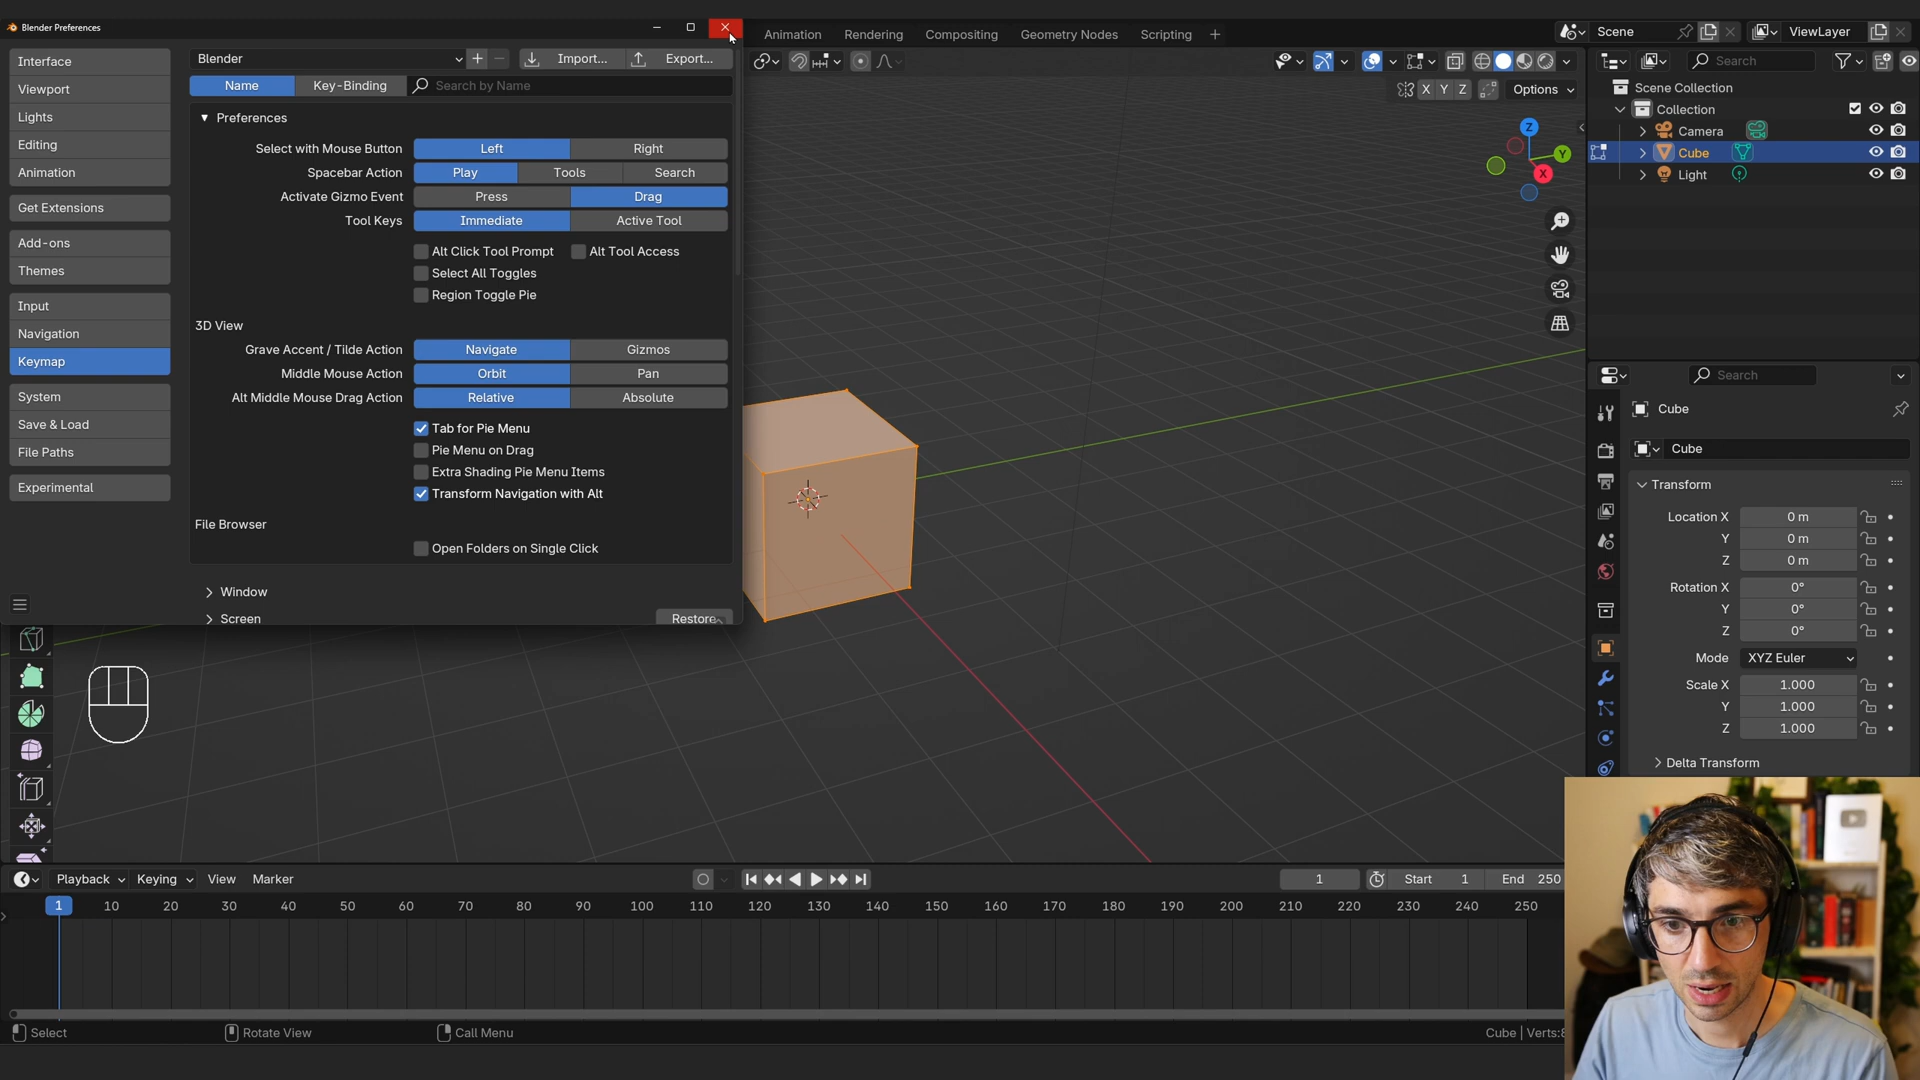 Blender Preferences
Animation Rendering Compositing Geometry Nodes Scripting
Scene ViewLayer
Interface
Viewport
Lights
Editing
Animation
Get Extensions
Add-ons
Themes
Input
Navigation
Keymap
System
Save & Load
File Paths
Experimental
Blender Import... Export...
Name Key-Binding Search by Name
Preferences
Select with Mouse Button Left Right
Spacebar Action Play Tools Search
Activate Gizmo Event Press Drag
Tool Keys Immediate Active Tool
Alt Click Tool Prompt Alt Tool Access
Select All Toggles
Region Toggle Pie
3D View
Grave Accent / Tilde Action Navigate Gizmos
Middle Mouse Action Orbit Pan
Alt Middle Mouse Drag Action Relative Absolute
Tab for Pie Menu
Pie Menu on Drag
Extra Shading Pie Menu Items
Transform Navigation with Alt
File Browser
Open Folders on Single Click
Window
Screen Restore
X Y Z Options
Z
Y
X
Search
Scene Collection
Collection
Camera
Cube
Light
Search
Cube
Cube
Transform
Location X 0 m
Y 0 m
Z 0 m
Rotation X 0°
Y 0°
Z 0°
Mode XYZ Euler
Scale X 1.000
Y 1.000
Z 1.000
Delta Transform
Playback Keying View Marker 1 Start 1 End 250
1 10 20 30 40 50 60 70 80 90 100 110 120 130 140 150 160 170 180 190 200 210 220 230 240 250
Select Rotate View Call Menu Cube | Verts:8